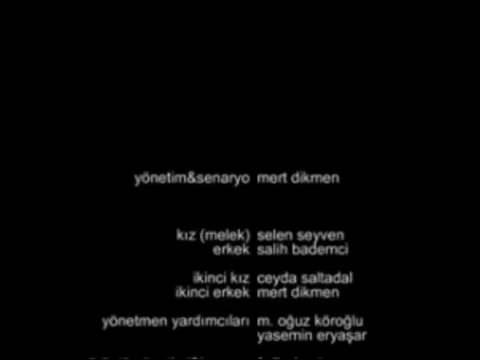 yönetim&senaryo mert dikmen
kız (melek) selen seyven
erkek salih bademci
ikinci kız ceyda saltadal
ikinci erkek mert dikmen
yönetmen yardımcıları m. oğuz köroğlu
yasemin eryaşar